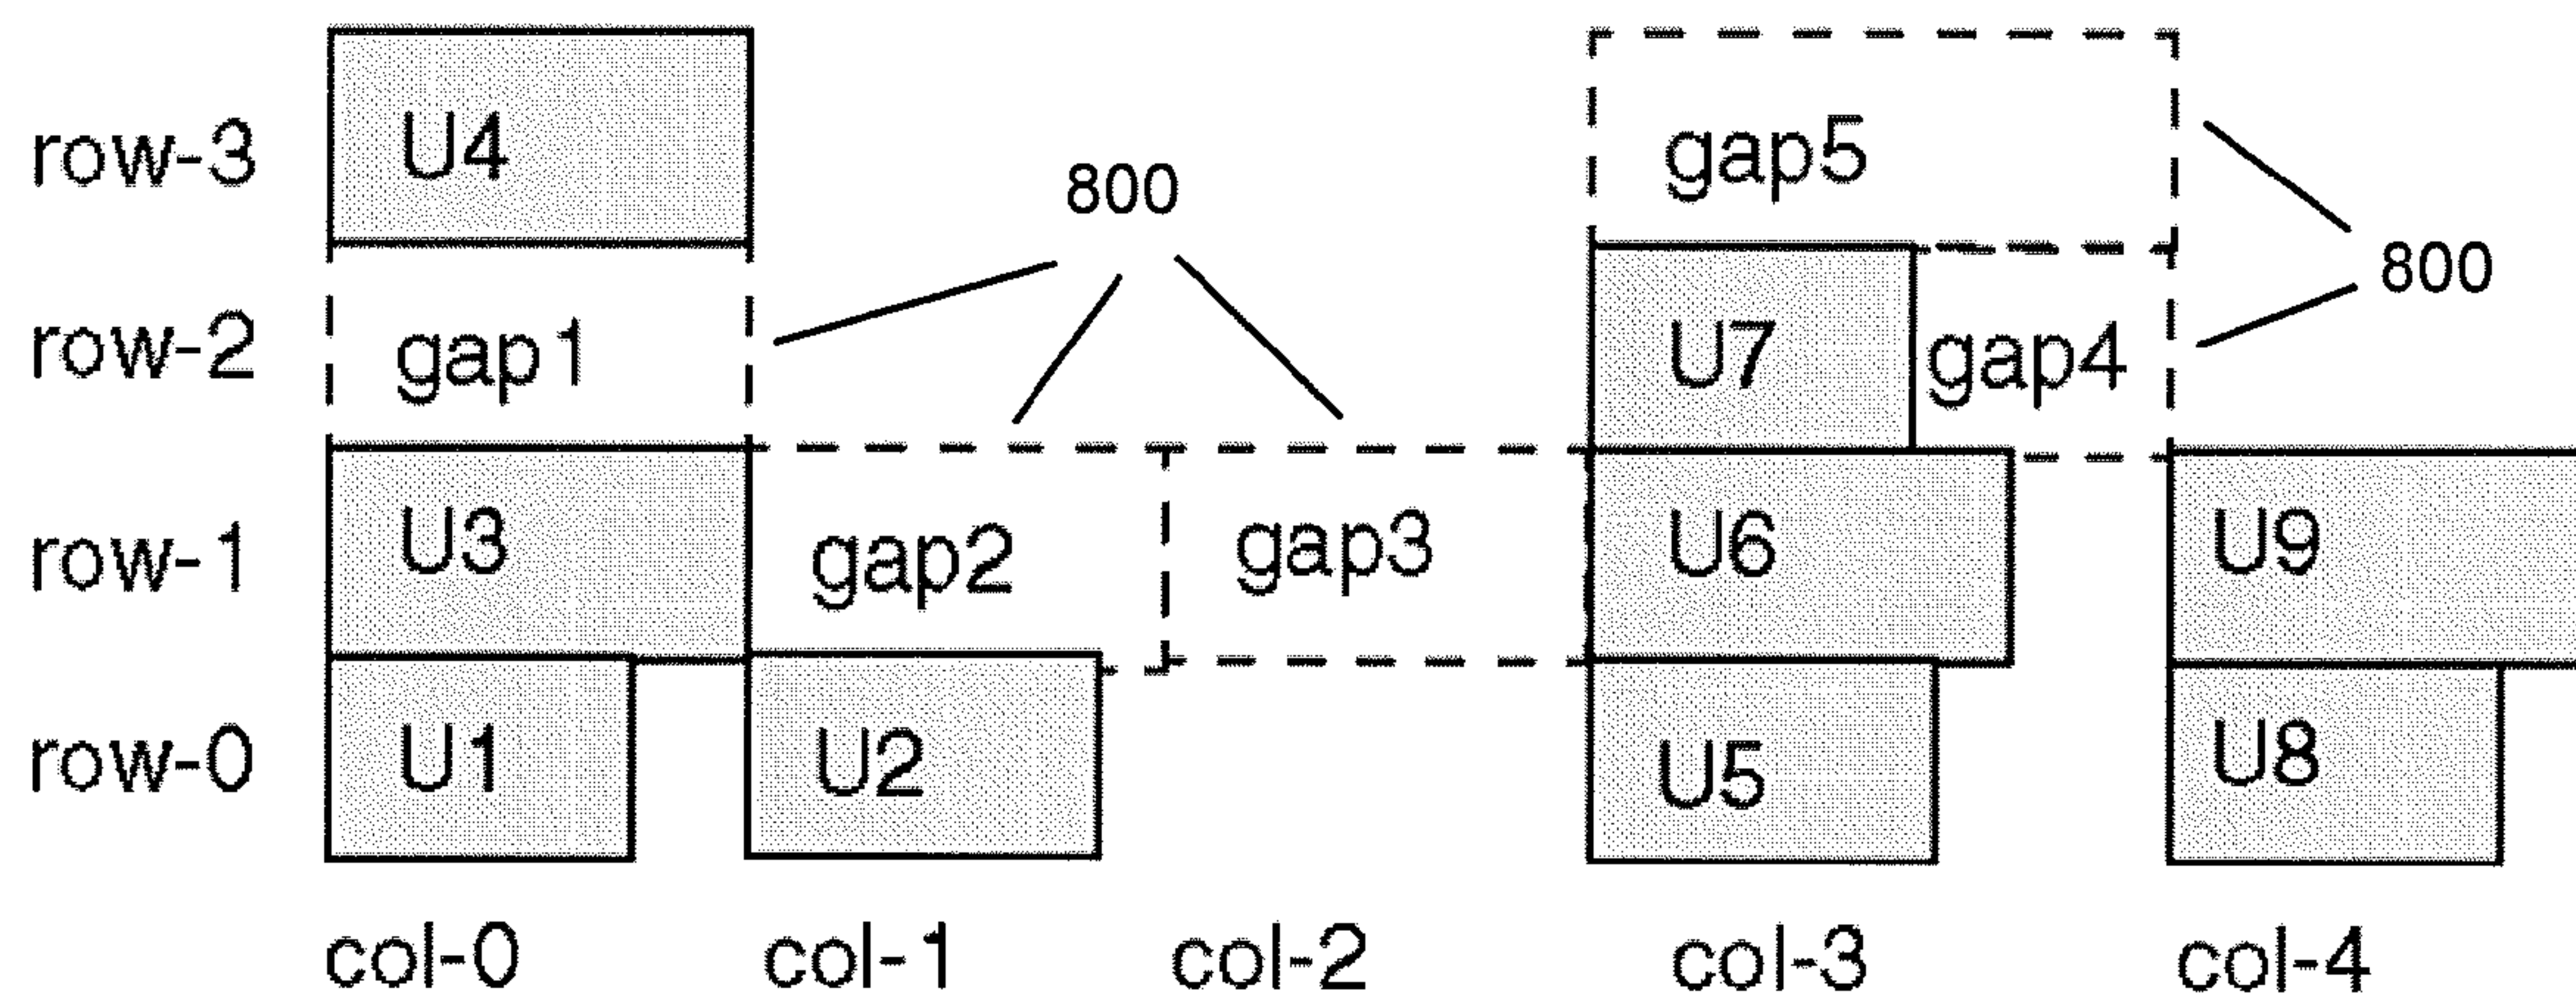 row-3 U4 800 gap5
800
row-2 gap1 U7 gap4
row-1 U3 gap2 gap3 U6 U9
row-0 U1 U2 U5 U8
col-0 col-1 col-2 col-3 col-4